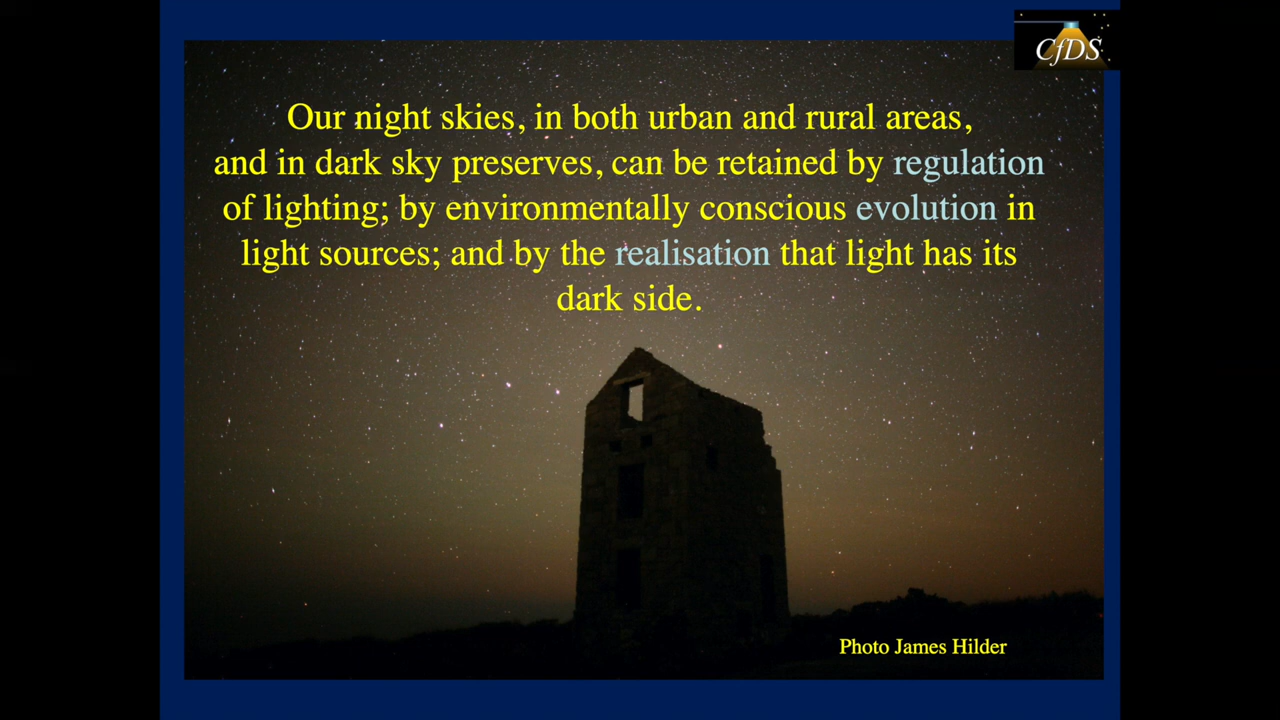 CfDS
Our night skies, in both urban and rural areas,
and in dark sky preserves, can be retained by regulation
of lighting; by environmentally conscious evolution in
light sources; and by the realisation that light has its
dark side.
Photo James Hilder